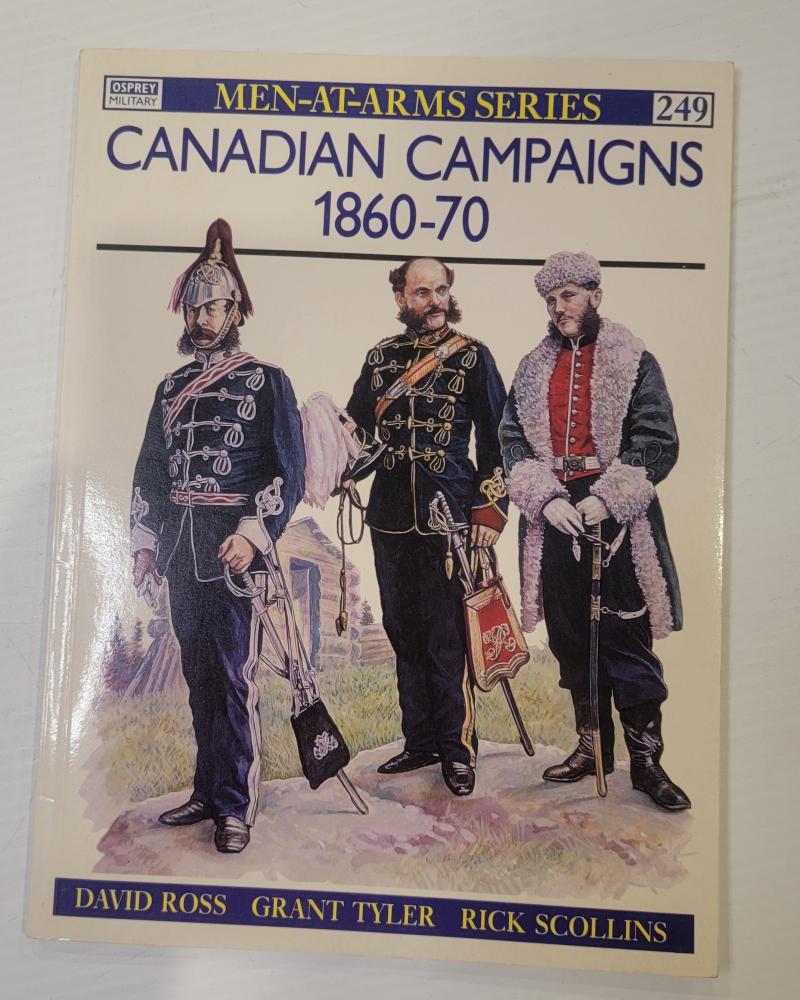 OSPREY
MILITARY
MEN-AT-ARMS SERIES
249
CANADIAN CAMPAIGNS
1860-70
DAVID ROSS GRANT TYLER RICK SCOLLINS